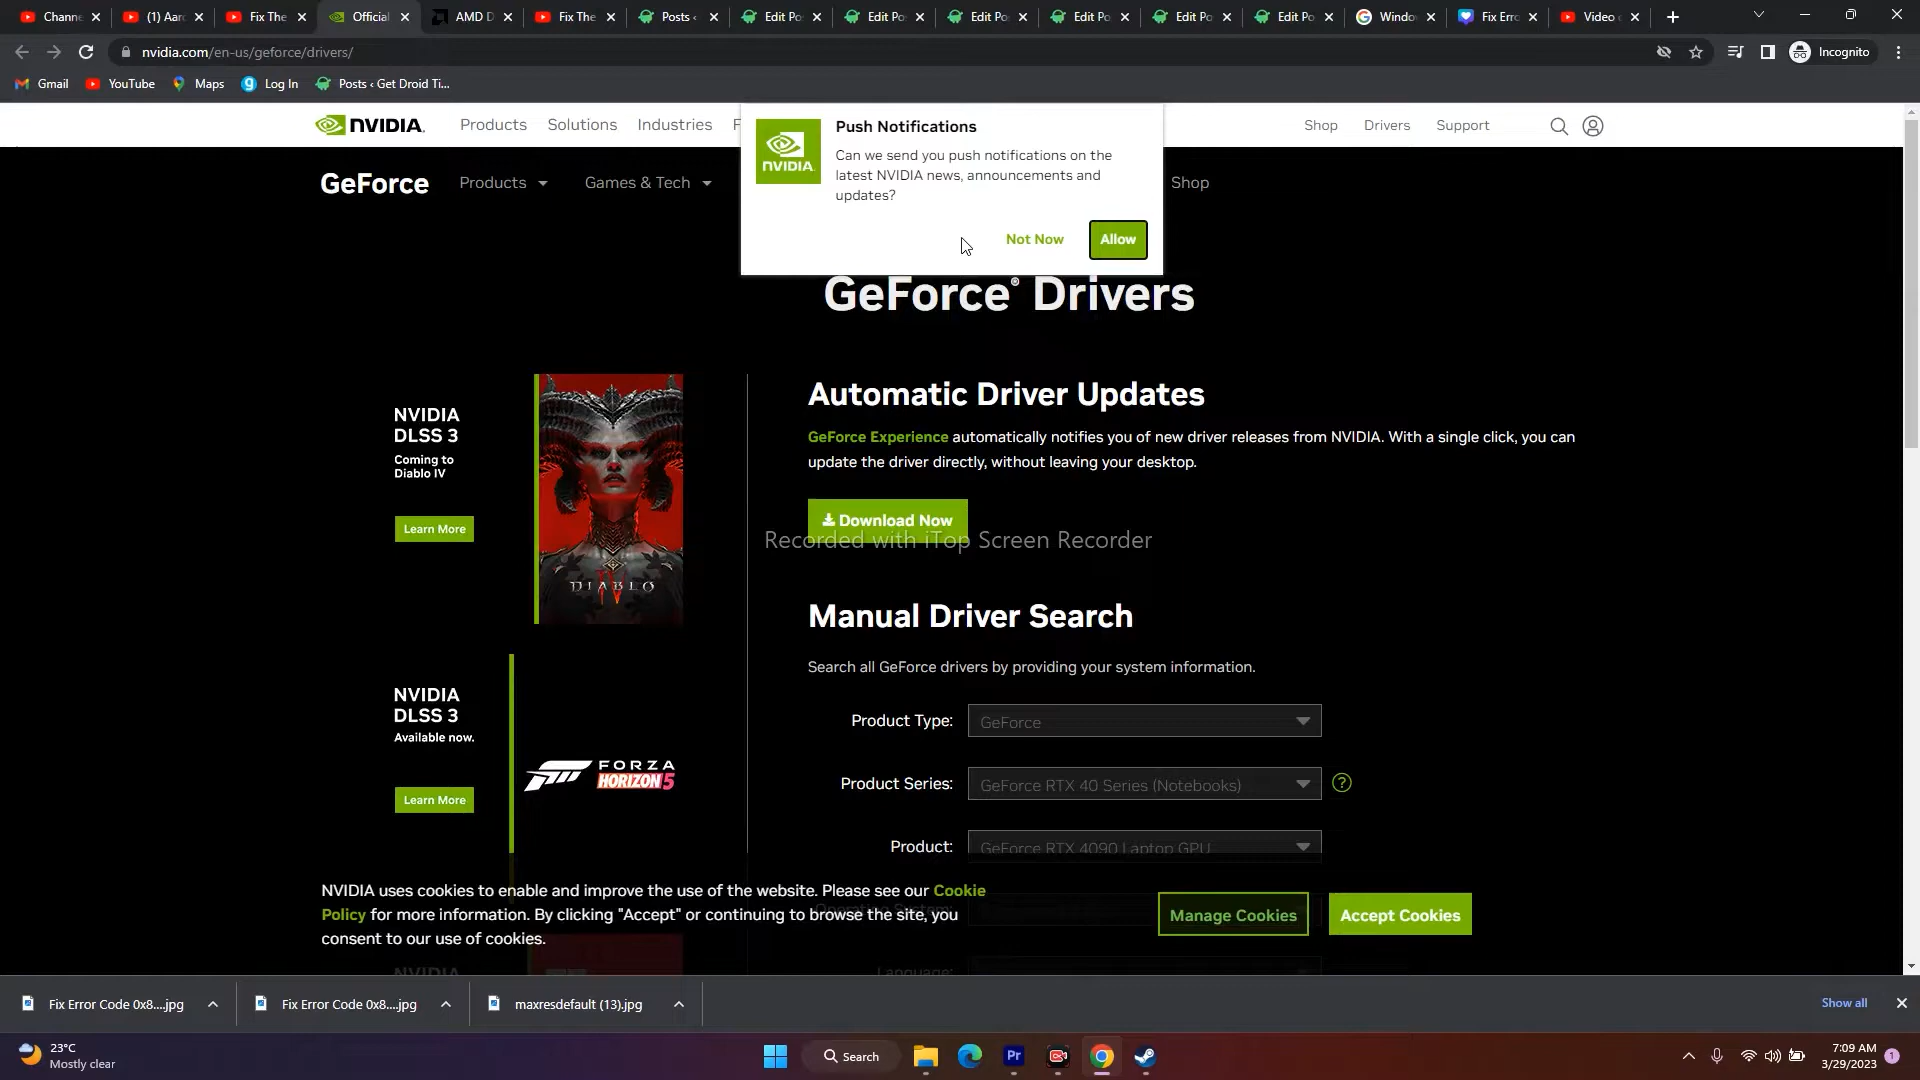 Channe
(1) Aar
Fix The
Official
AMD D
Fix The
Posts ‹
Edit Po
Edit Po
Edit Po
Edit Po
Edit Po
Edit Po
Windo
Fix Erro
Video
nvidia.com/en-us/geforce/drivers/
Incognito
Gmail
YouTube
Maps
Log In
Posts ‹ Get Droid Ti...
NVIDIA.
Products
Solutions
Industries
Shop
Drivers
Support
GeForce
Products
Games & Tech
Shop
NVIDIA.
Push Notifications
Can we send you push notifications on the
latest NVIDIA news, announcements and
updates?
Not Now
Allow
GeForce® Drivers
NVIDIA
DLSS 3
Coming to
Diablo IV
Learn More
DIABLO
IV
Automatic Driver Updates
GeForce Experience automatically notifies you of new driver releases from NVIDIA. With a single click, you can
update the driver directly, without leaving your desktop.
Download Now
Recorded with iTop Screen Recorder
Manual Driver Search
Search all GeForce drivers by providing your system information.
Product Type:
GeForce
Product Series:
GeForce RTX 40 Series (Notebooks)
?
Product:
GeForce RTX 4090 Laptop GPU
Operating System:
Language:
NVIDIA
DLSS 3
Available now.
Learn More
FORZA
HORIZON 5
NVIDIA uses cookies to enable and improve the use of the website. Please see our Cookie
Policy for more information. By clicking "Accept" or continuing to browse the site, you
consent to our use of cookies.
Manage Cookies
Accept Cookies
NVIDIA
Fix Error Code 0x8....jpg
Fix Error Code 0x8....jpg
maxresdefault (13).jpg
Show all
23°C
Mostly clear
Search
Pr
7:09 AM
3/29/2023
1